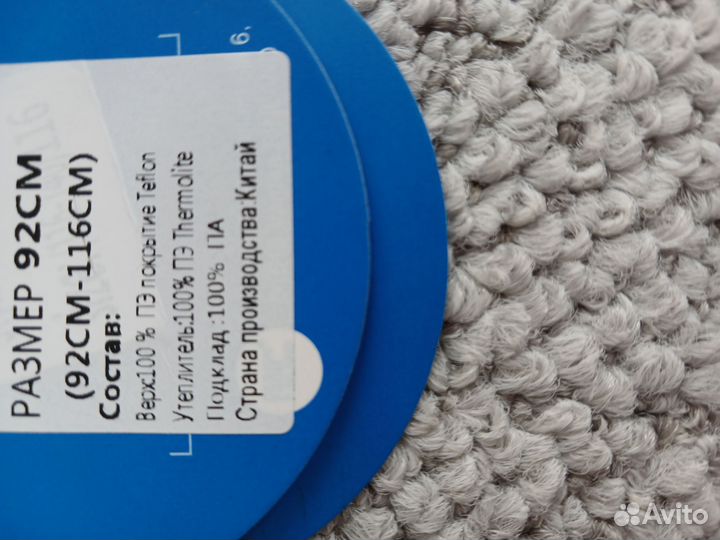 РАЗМЕР 92СМ
(92СМ-116СМ)
Состав:
Верх:100 % ПЭ покрытие Teflon
Утеплитель:100% ПЭ Thermolite
Подклад :100% ПА
Страна производства:Китай
Avito